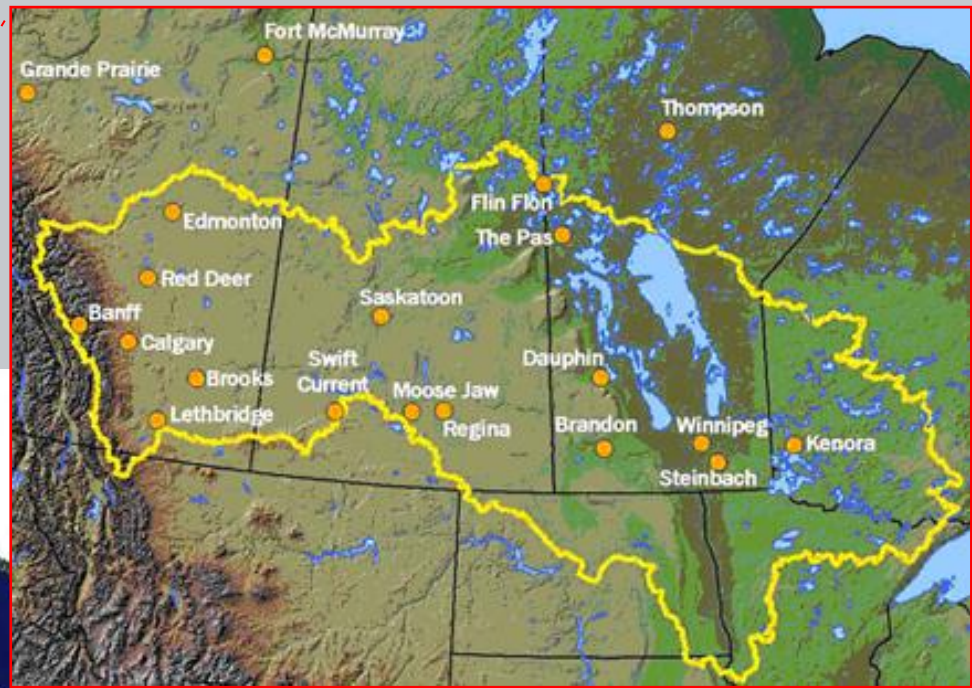 Fort McMurray
Grande Prairie
Thompson
Flin Flon
Edmonton
The Pas
Red Deer
Saskatoon
Banff
Calgary
Swift
Current
Dauphin
Brooks
Moose Jaw
Lethbridge
Regina
Brandon
Winnipeg
Kenora
Steinbach